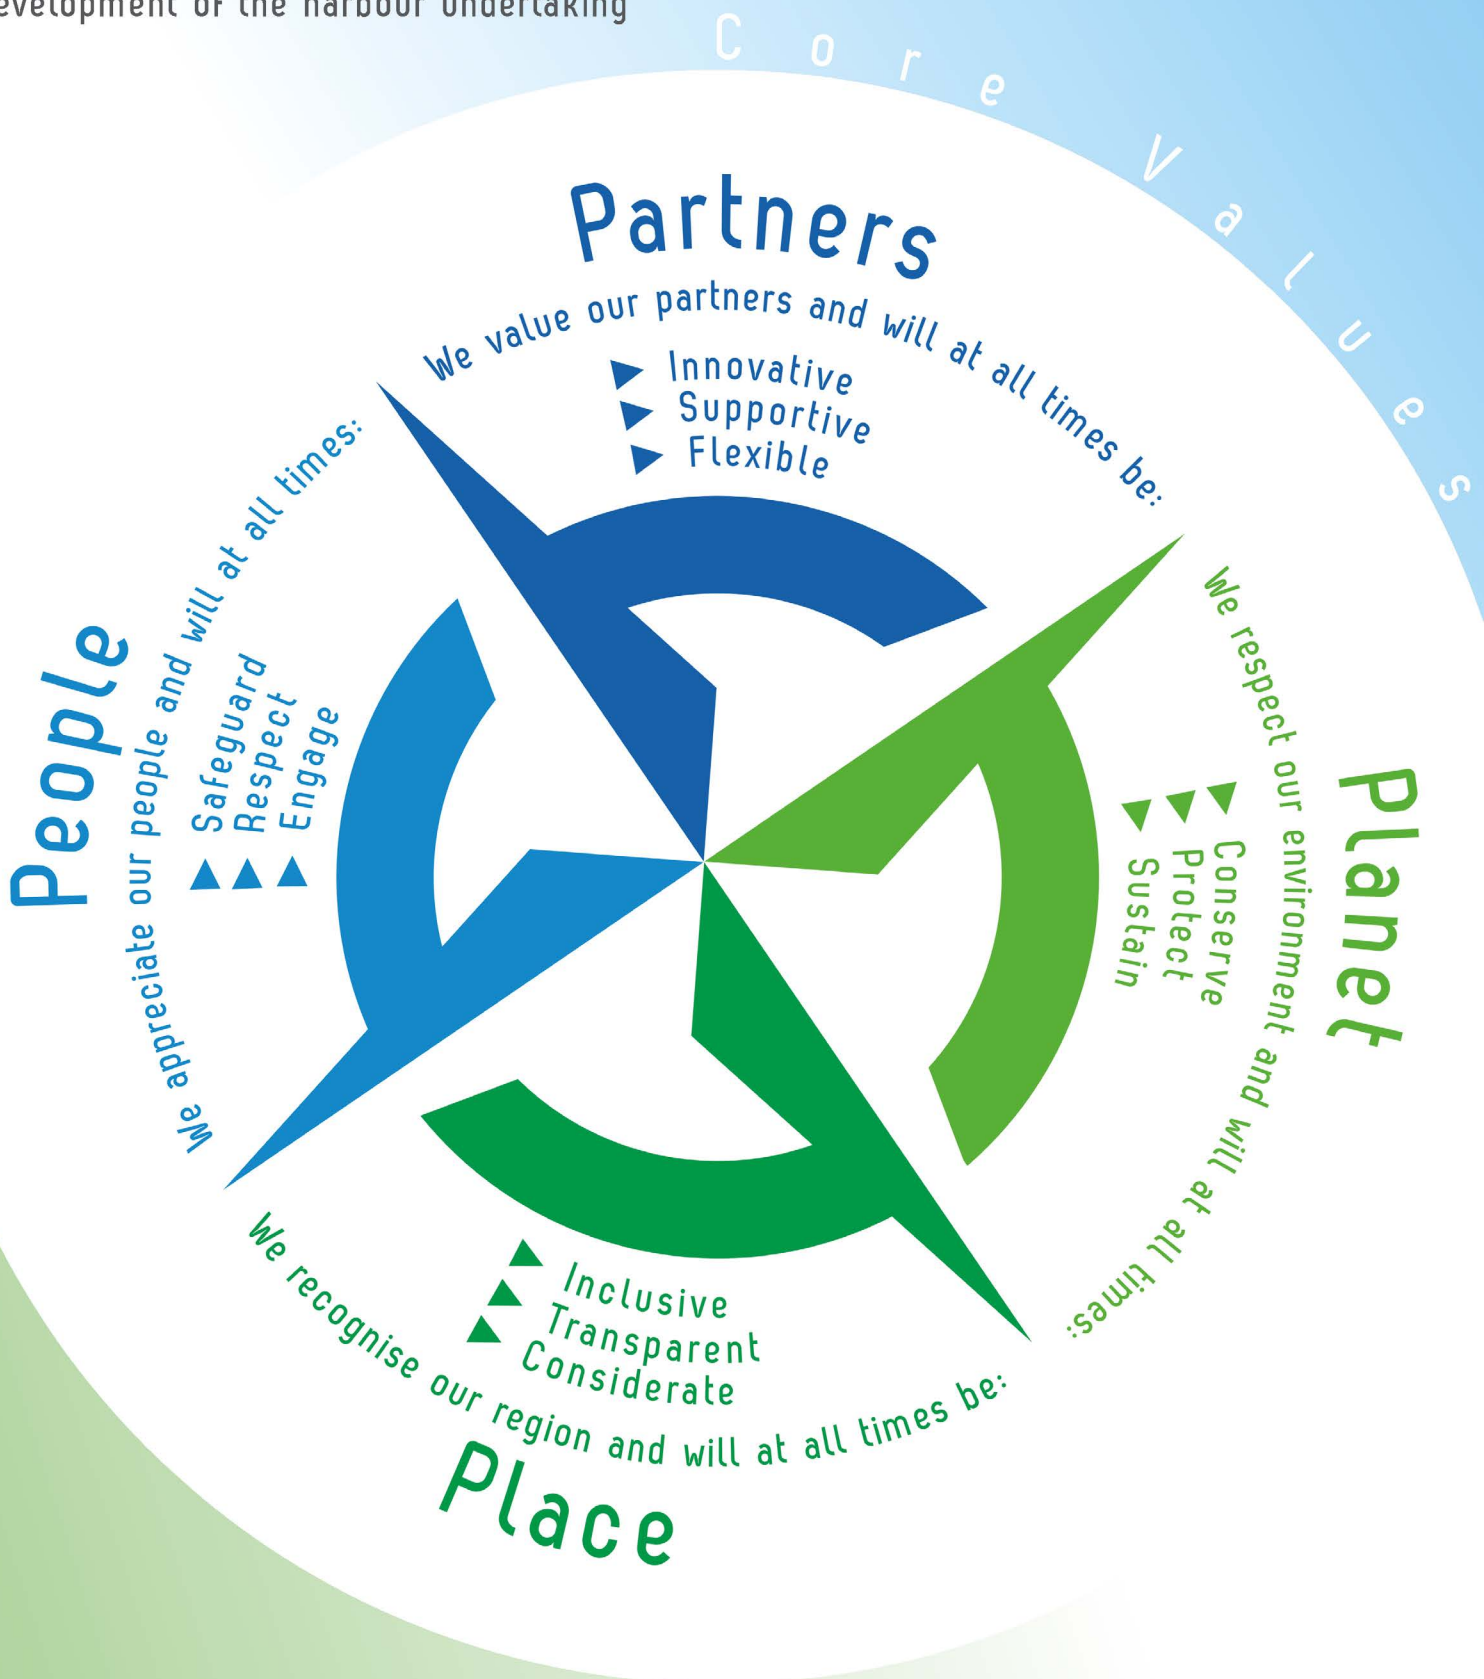 development of the harbour undertaking
Core Values
Partners
We value our partners and will at all times be:
Innovative
Supportive
Flexible
Planet
We respect our environment and will at all times:
Conserve
Protect
Sustain
Place
We recognise our region and will at all times be:
Inclusive
Transparent
Considerate
People
We appreciate our people and will at all times:
Safeguard
Respect
Engage